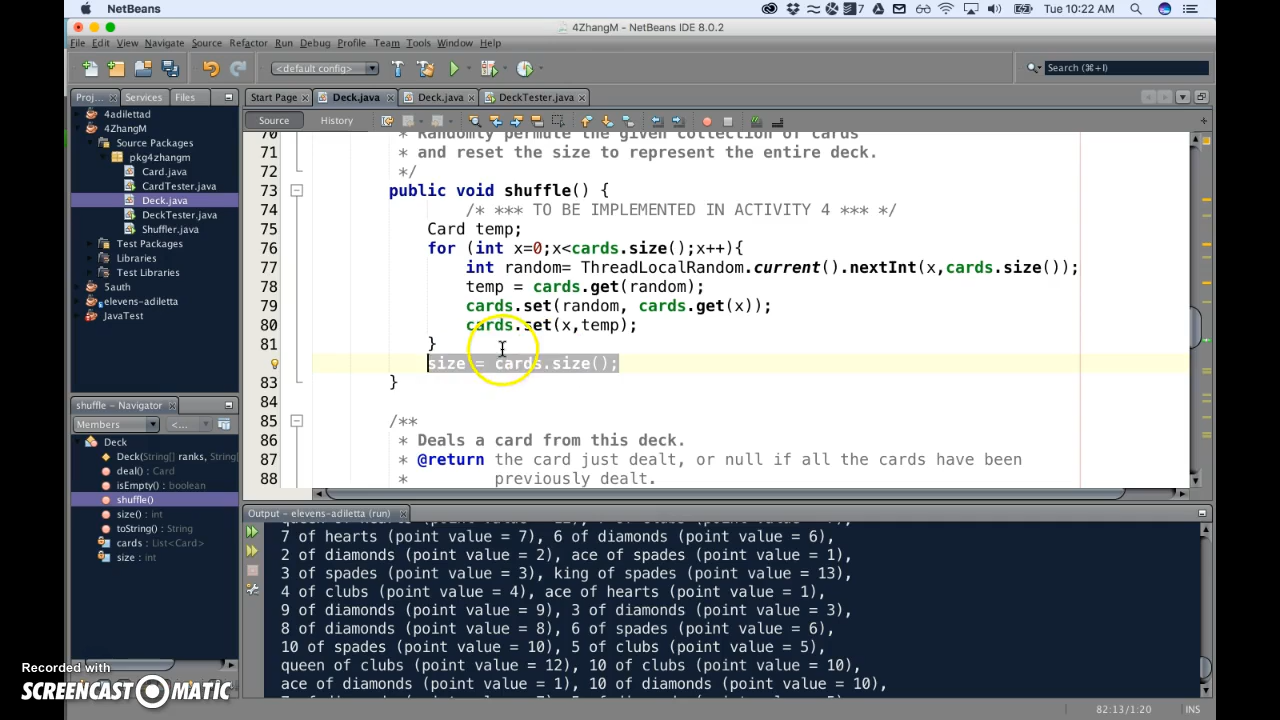 NetBeans
7
Tue 10:22 AM
4ZhangM - NetBeans IDE 8.0.2
File Edit View Navigate Source Refactor Run Debug Profile Team Tools Window Help
<default config>
Search (⌘+I)
Proj... Services Files
Start Page Deck.java Deck.java DeckTester.java
Source History
4adilettad
4ZhangM
Source Packages
pkg4zhangm
Card.java
CardTester.java
Deck.java
DeckTester.java
Shuffler.java
Test Packages
Libraries
Test Libraries
5auth
elevens-adiletta
JavaTest
70 * Randomly permute the given collection of cards
71 * and reset the size to represent the entire deck.
72 */
73 public void shuffle() {
74 /* *** TO BE IMPLEMENTED IN ACTIVITY 4 *** */
75 Card temp;
76 for (int x=0;x<cards.size();x++){
77 int random= ThreadLocalRandom.current().nextInt(x,cards.size());
78 temp = cards.get(random);
79 cards.set(random, cards.get(x));
80 cards.set(x,temp);
81 }
size = cards.size();
83 }
84
85 /**
86 * Deals a card from this deck.
87 * @return the card just dealt, or null if all the cards have been
88 * previously dealt.
shuffle - Navigator
Members <...
Deck
Deck(String[] ranks, String[]
deal() : Card
isEmpty() : boolean
shuffle()
size() : int
toString() : String
cards : List<Card>
size : int
Output - elevens-adiletta (run)
7 of hearts (point value = 7), 6 of diamonds (point value = 6),
2 of diamonds (point value = 2), ace of spades (point value = 1),
3 of spades (point value = 3), king of spades (point value = 13),
4 of clubs (point value = 4), ace of hearts (point value = 1),
9 of diamonds (point value = 9), 3 of diamonds (point value = 3),
8 of diamonds (point value = 8), 6 of spades (point value = 6),
10 of spades (point value = 10), 5 of clubs (point value = 5),
queen of clubs (point value = 12), 10 of clubs (point value = 10),
ace of diamonds (point value = 1), 10 of diamonds (point value = 10),
82:13/1:20 INS
Recorded with
SCREENCAST MATIC